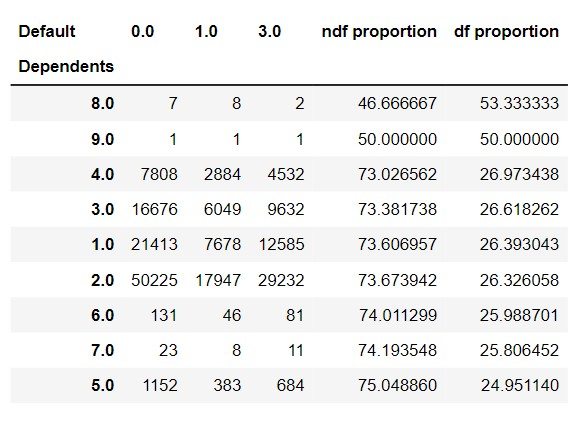 Default 0.0 1.0 3.0 ndf proportion df proportion
Dependents
8.0 7 8 2 46.666667 53.333333
9.0 1 1 1 50.000000 50.000000
4.0 7808 2884 4532 73.026562 26.973438
3.0 16676 6049 9632 73.381738 26.618262
1.0 21413 7678 12585 73.606957 26.393043
2.0 50225 17947 29232 73.673942 26.326058
6.0 131 46 81 74.011299 25.988701
7.0 23 8 11 74.193548 25.806452
5.0 1152 383 684 75.048860 24.951140